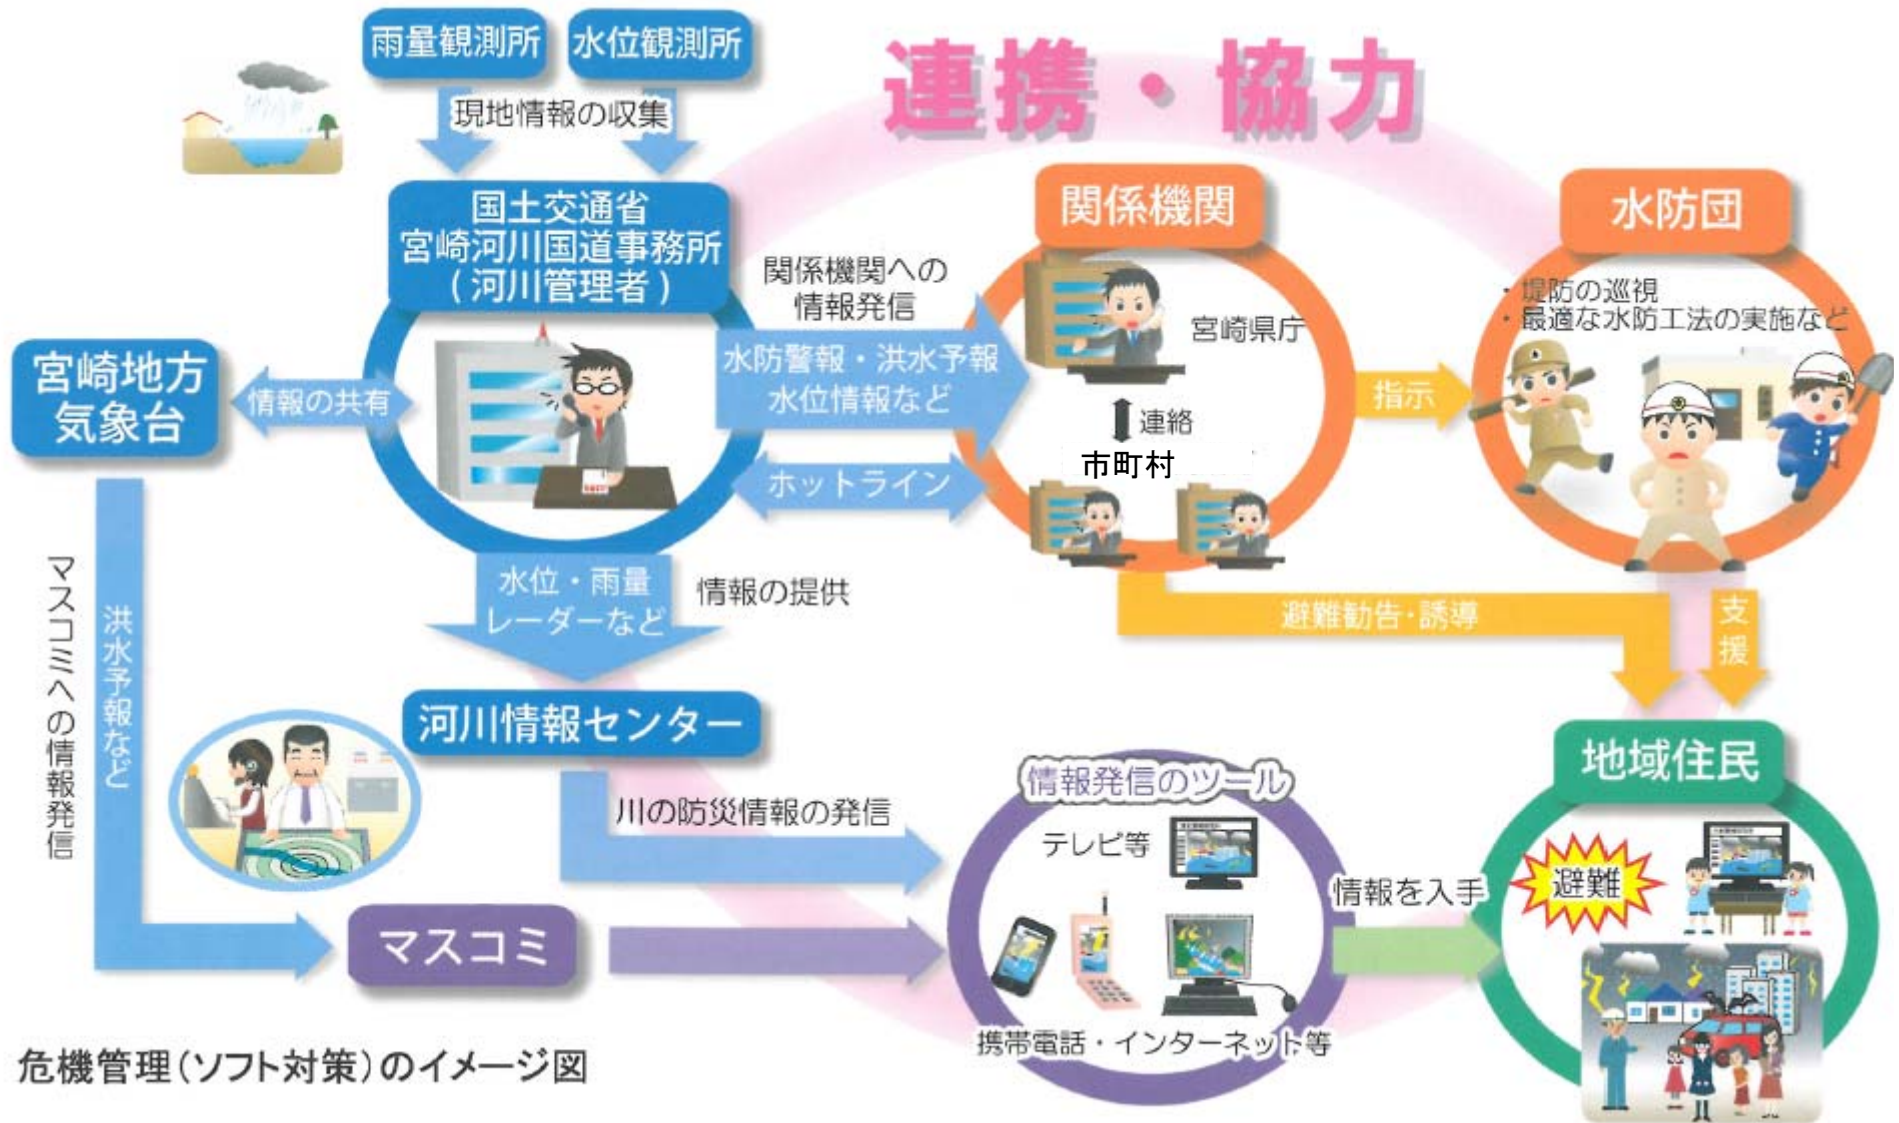 雨量観測所
水位観測所
現地情報の収集
連携・協力
国土交通省
宮崎河川国道事務所
(河川管理者)
関係機関
水防団
関係機関への
情報発信
・堤防の巡視
・最適な水防工法の実施など
宮崎県庁
宮崎地方
気象台
情報の共有
水防警報・洪水予報
水位情報など
指示
連絡
市町村
ホットライン
水位・雨量
レーダーなど
情報の提供
避難勧告・誘導
支援
マスコミへの情報発信
洪水予報など
河川情報センター
地域住民
情報発信のツール
川の防災情報の発信
テレビ等
避難
情報を入手
マスコミ
携帯電話・インターネット等
危機管理(ソフト対策)のイメージ図